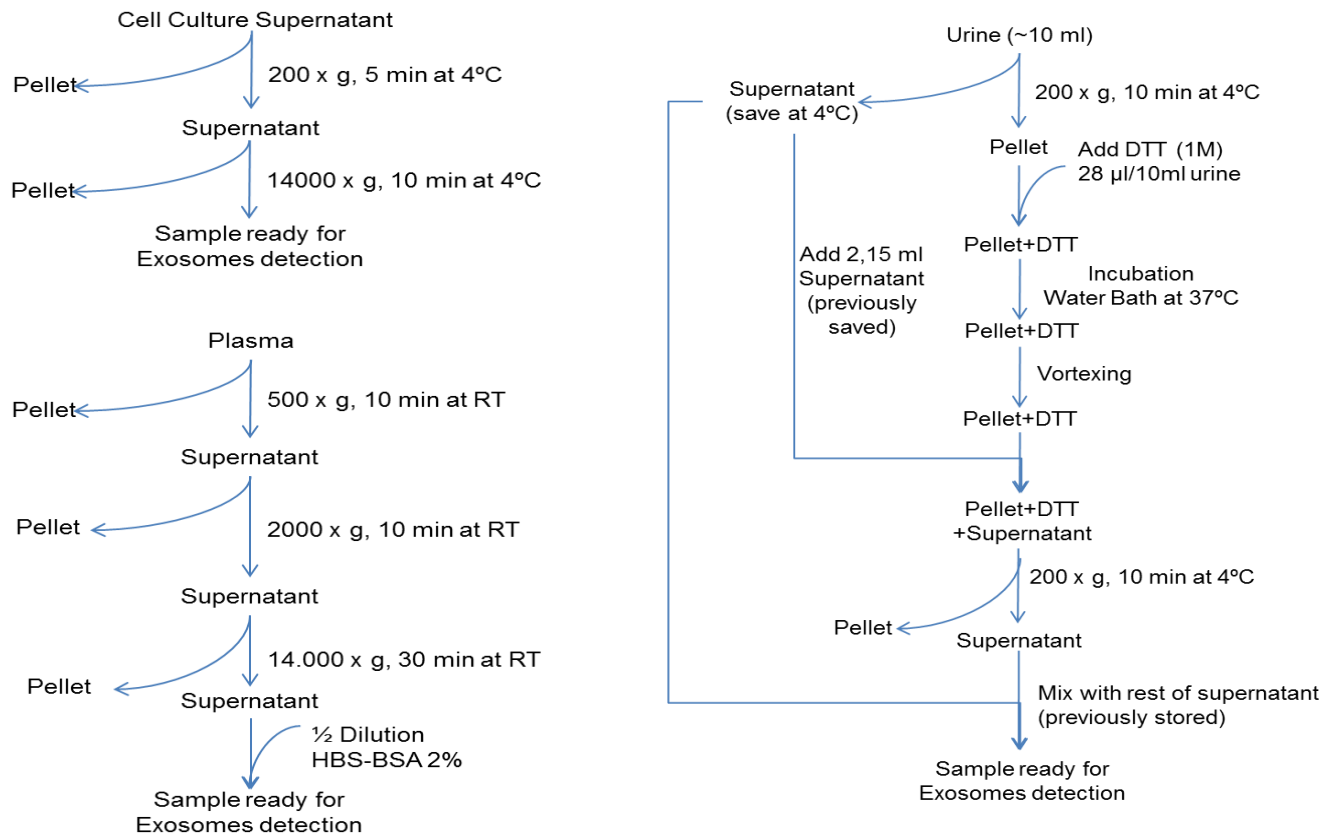 Cell Culture Supernatant
200 x g, 5 min at 4ºC
Pellet
Supernatant
14000 x g, 10 min at 4ºC
Pellet
Sample ready for
Exosomes detection
Plasma
500 x g, 10 min at RT
Pellet
Supernatant
2000 x g, 10 min at RT
Pellet
Supernatant
14.000 x g, 30 min at RT
Pellet
Supernatant
½ Dilution
HBS-BSA 2%
Sample ready for
Exosomes detection
Urine (~10 ml)
200 x g, 10 min at 4ºC
Supernatant
(save at 4ºC)
Pellet
Add DTT (1M)
28 µl/10ml urine
Pellet+DTT
Incubation
Water Bath at 37ºC
Add 2,15 ml
Supernatant
(previously
saved)
Pellet+DTT
Vortexing
Pellet+DTT
Pellet+DTT
+Supernatant
200 x g, 10 min at 4ºC
Pellet
Supernatant
Mix with rest of supernatant
(previously stored)
Sample ready for
Exosomes detection